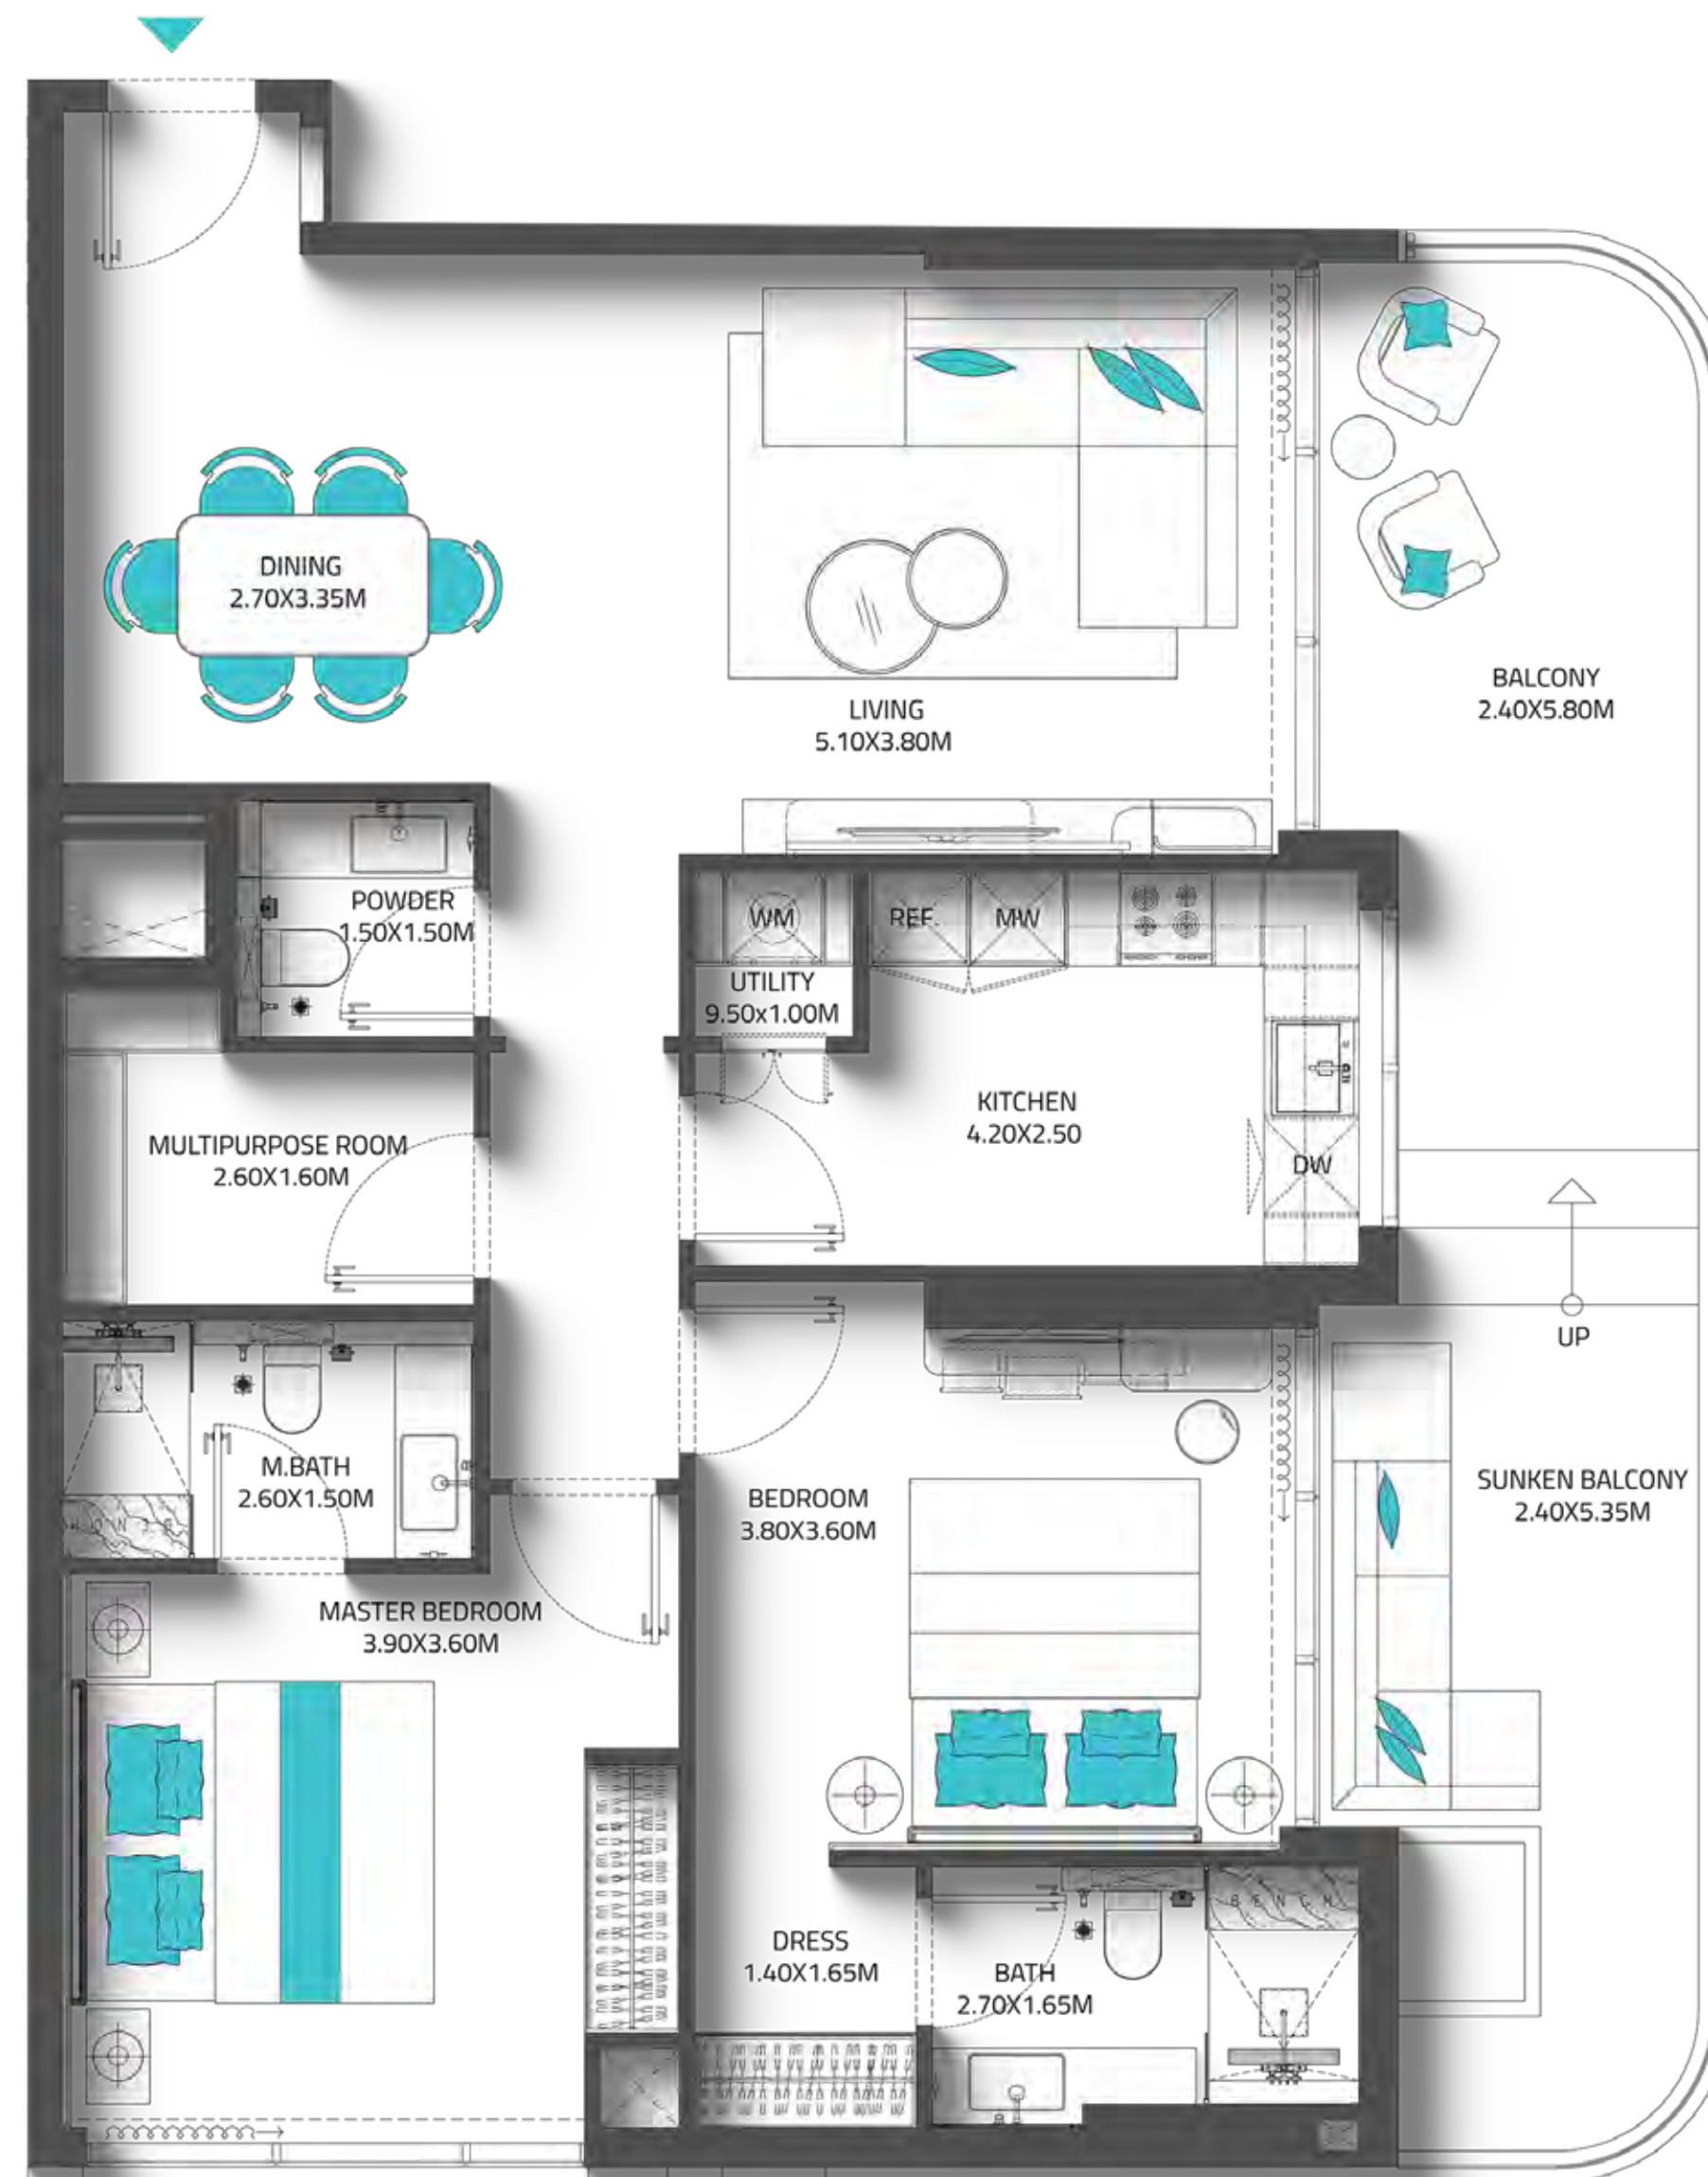 DINING
2.70X3.35M
LIVING
5.10X3.80M
BALCONY
2.40X5.80M
POWDER
1.50X1.50M
WM
REF.
MW
UTILITY
9.50x1.00M
KITCHEN
4.20X2.50
DW
MULTIPURPOSE ROOM
2.60X1.60M
UP
M.BATH
2.60X1.50M
BEDROOM
3.80X3.60M
SUNKEN BALCONY
2.40X5.35M
MASTER BEDROOM
3.90X3.60M
BENCH
DRESS
1.40X1.65M
BATH
2.70X1.65M